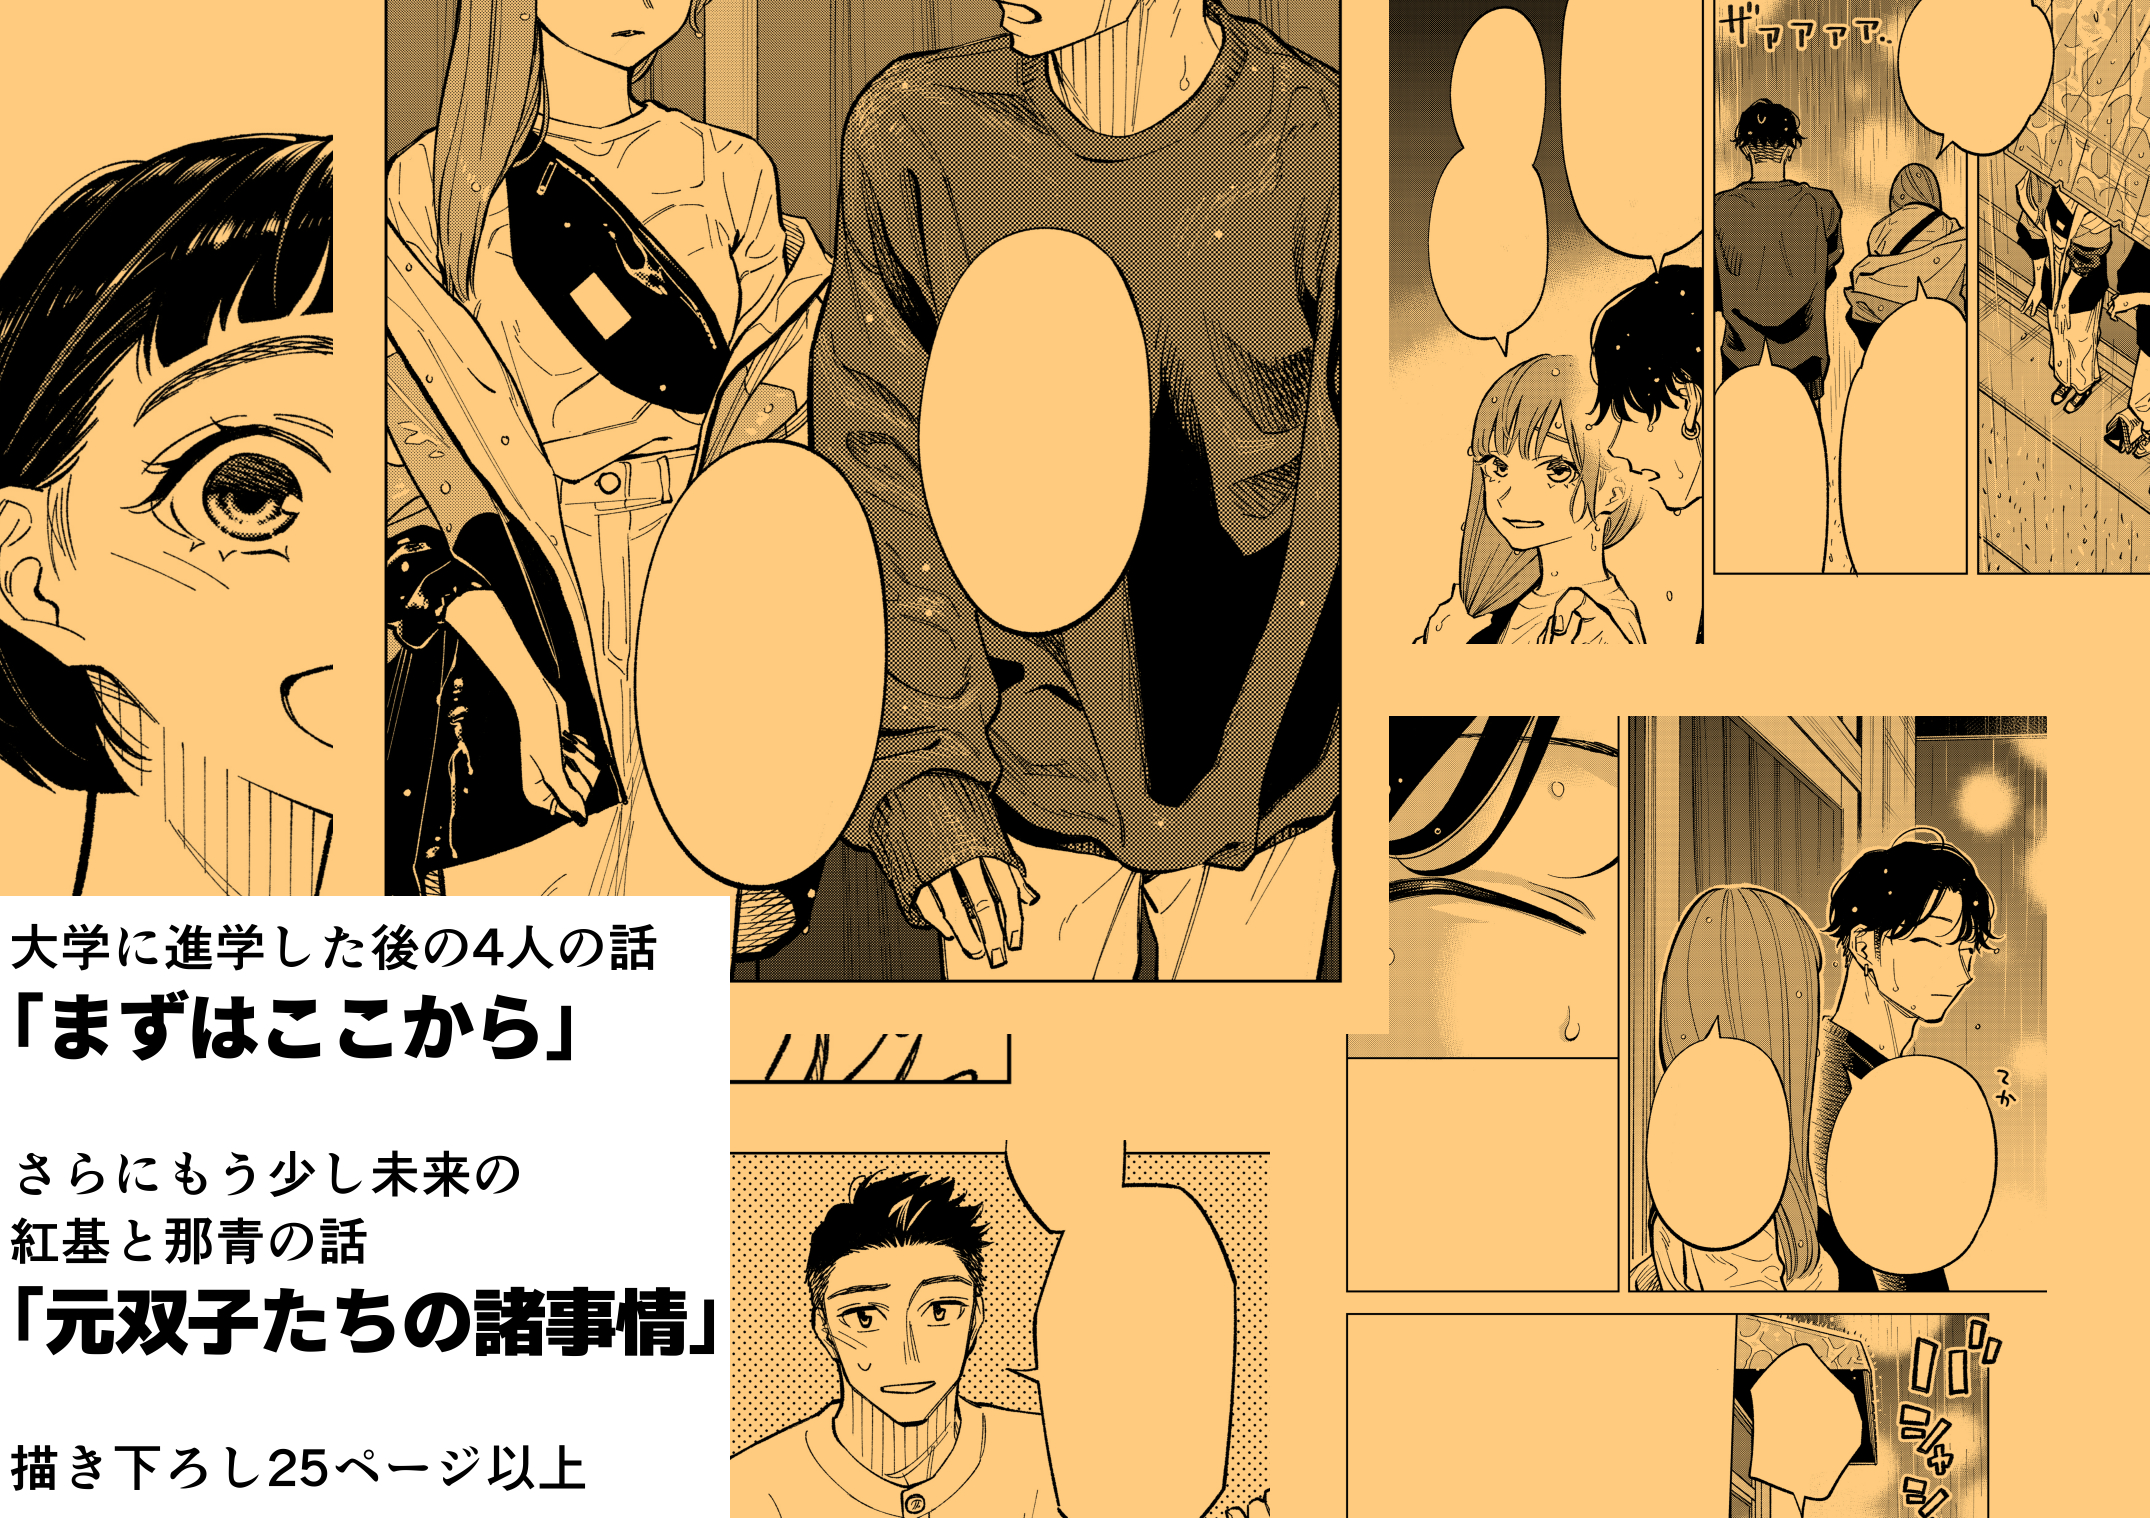 ザァァァァ..
てか
バシャシ
大学に進学した後の4人の話
「まずはここから」
さらにもう少し未来の
紅基と那青の話
「元双子たちの諸事情」
描き下ろし25ページ以上